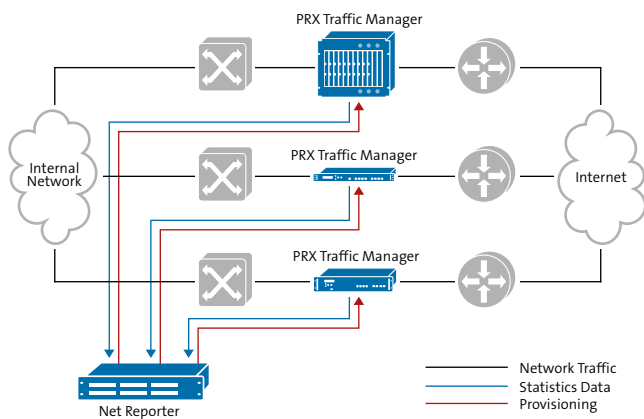 PRX Traffic Manager
Internal
Network
PRX Traffic Manager
Internet
PRX Traffic Manager
Net Reporter
Network Traffic
Statistics Data
Provisioning